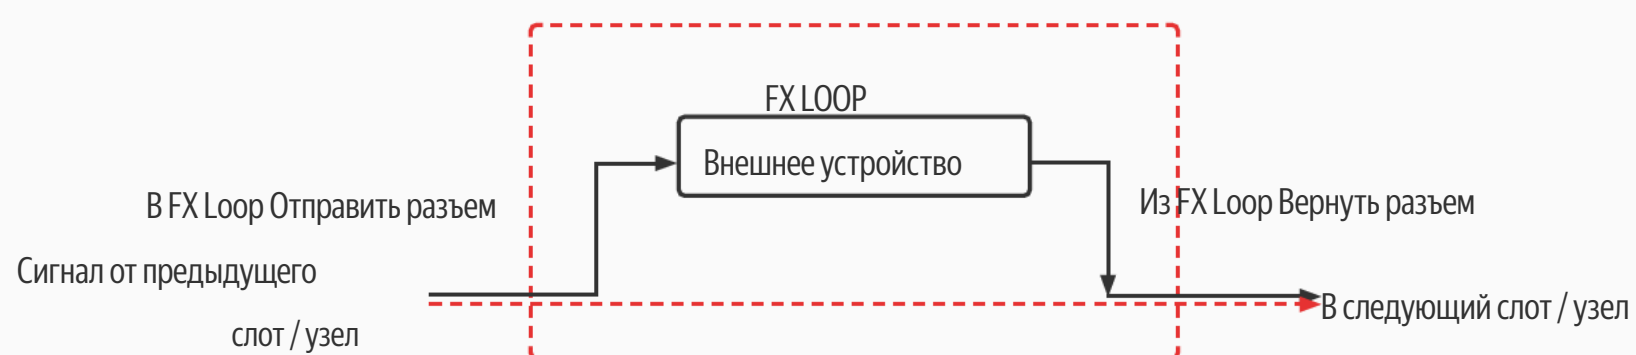 FX LOOP
Внешнее устройство
В FX Loop Отправить разъем
Из FX Loop Вернуть разъем
Сигнал от предыдущего
слот / узел
В следующий слот / узел